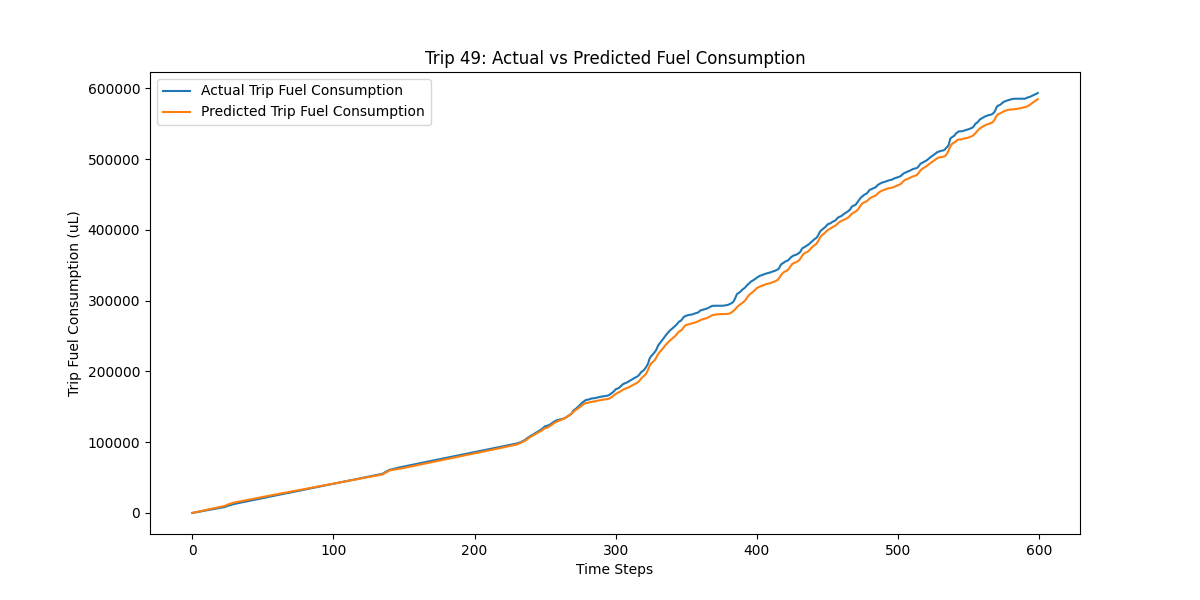 Trip 49: Actual vs Predicted Fuel Consumption
Actual Trip Fuel Consumption
Predicted Trip Fuel Consumption
Trip Fuel Consumption (uL)
600000
500000
400000
300000
200000
100000
0
0 100 200 300 400 500 600
Time Steps